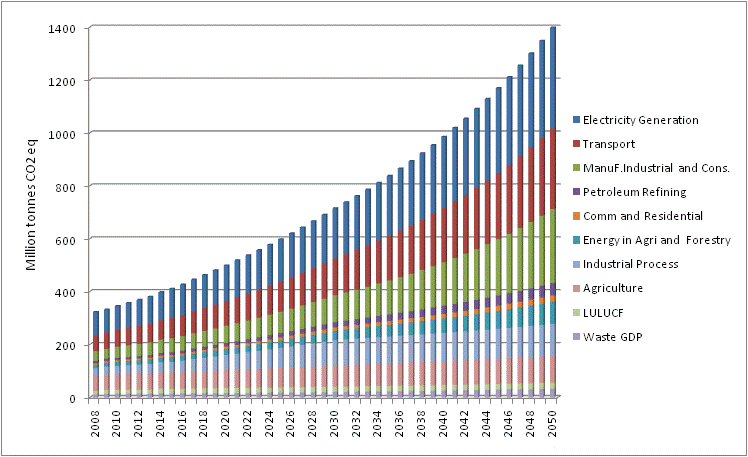 1400
1200
1000
800
600
400
200
0
Million tonnes CO2 eq
2008
2010
2012
2014
2016
2018
2020
2022
2024
2026
2028
2030
2032
2034
2036
2038
2040
2042
2044
2046
2048
2050
Electricity Generation
Transport
ManuF.Industrial and Cons.
Petroleum Refining
Comm and Residential
Energy in Agri and Forestry
Industrial Process
Agriculture
LULUCF
Waste GDP